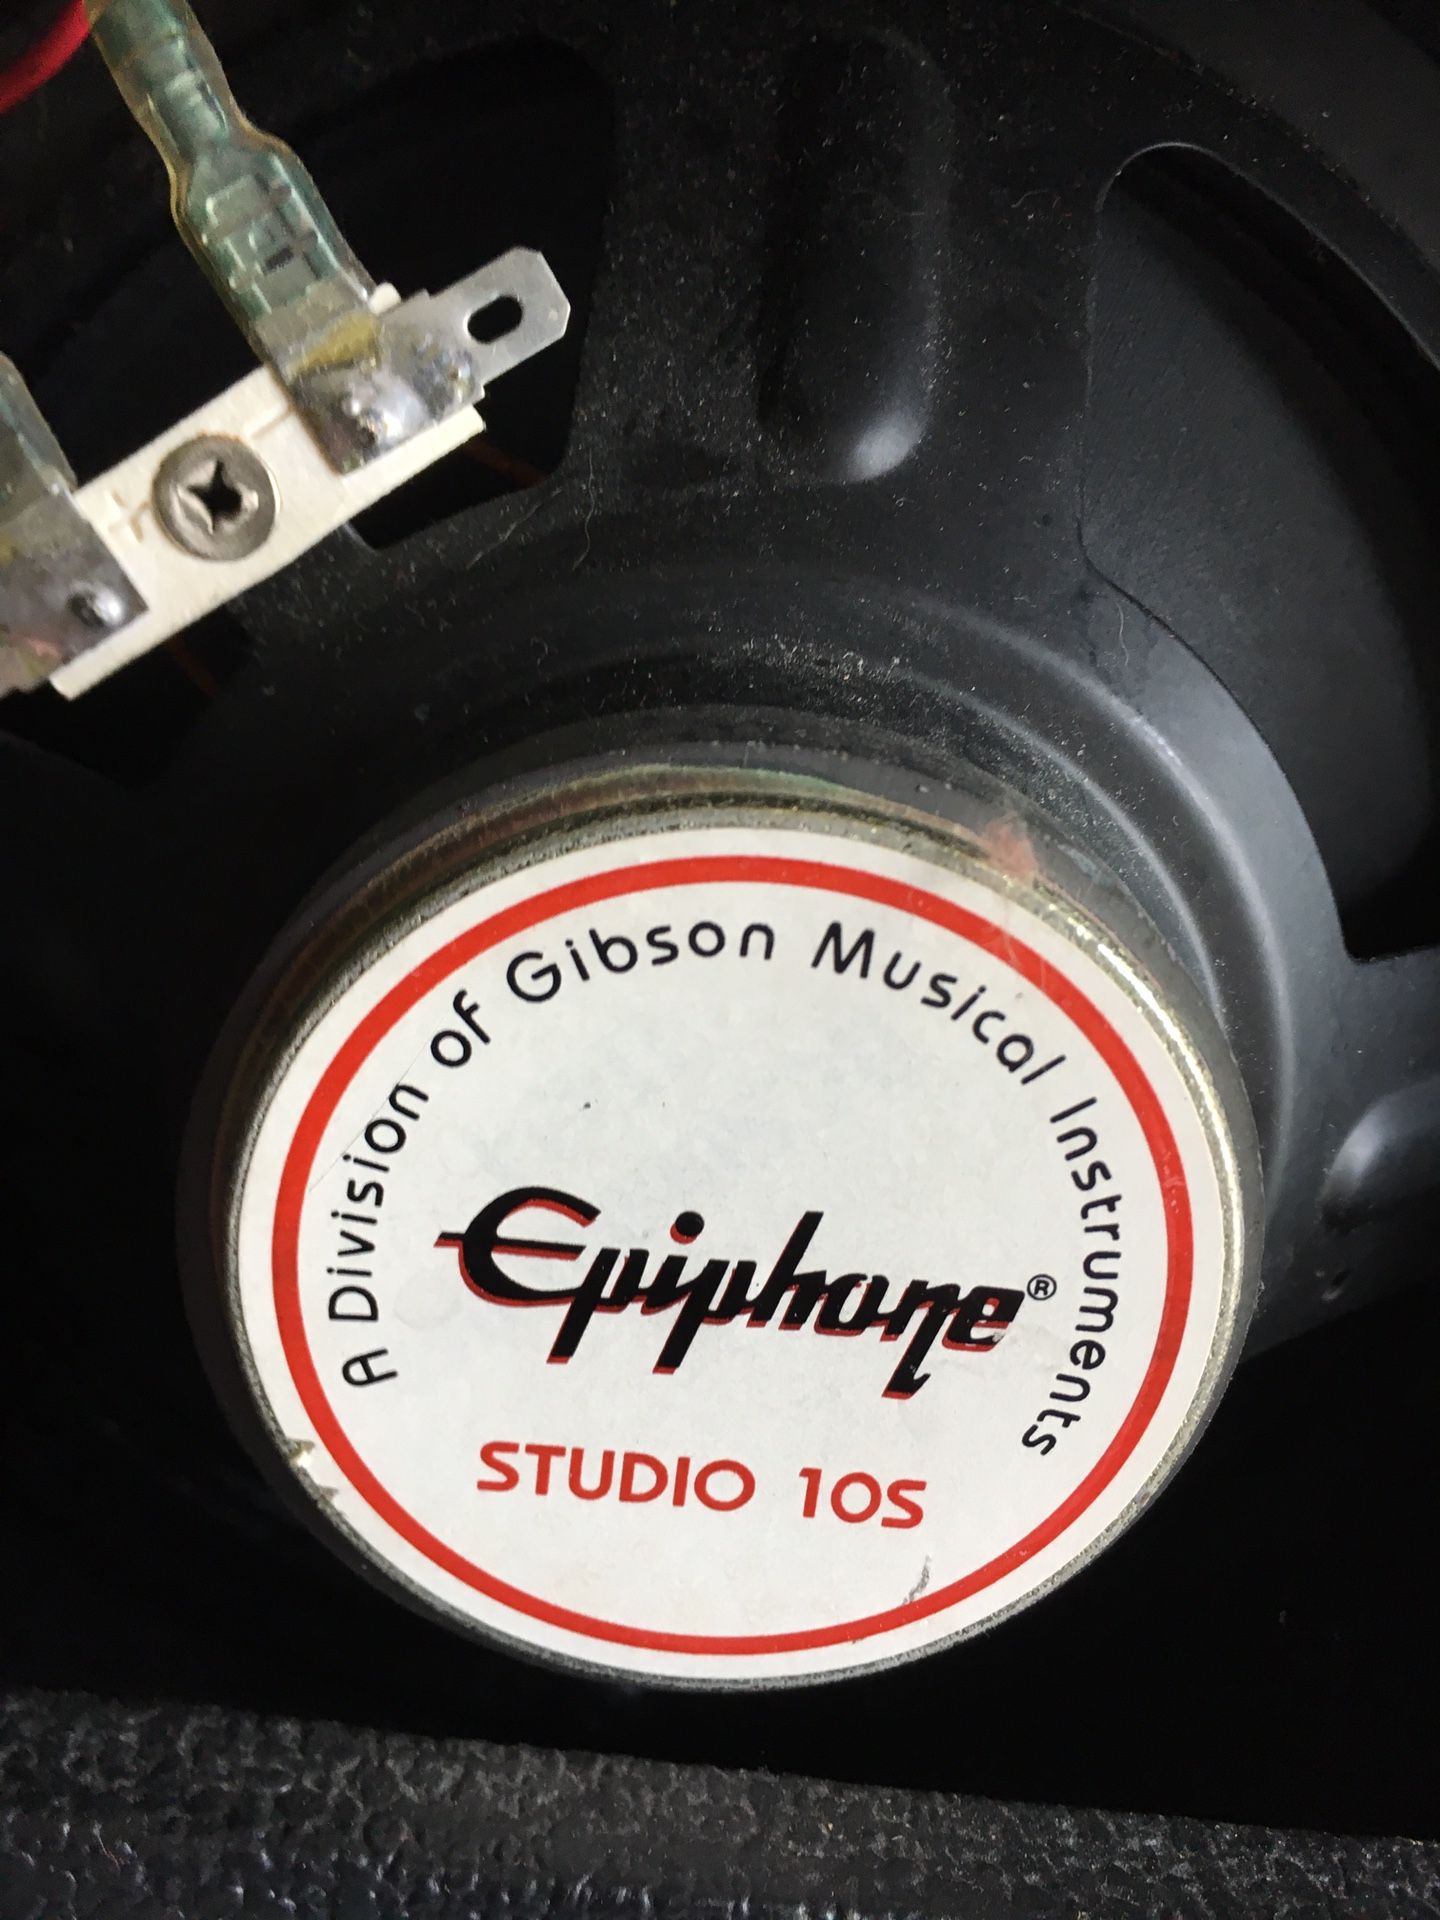 A Division of Gibson Musical Instruments
Epiphone®
STUDIO 10S